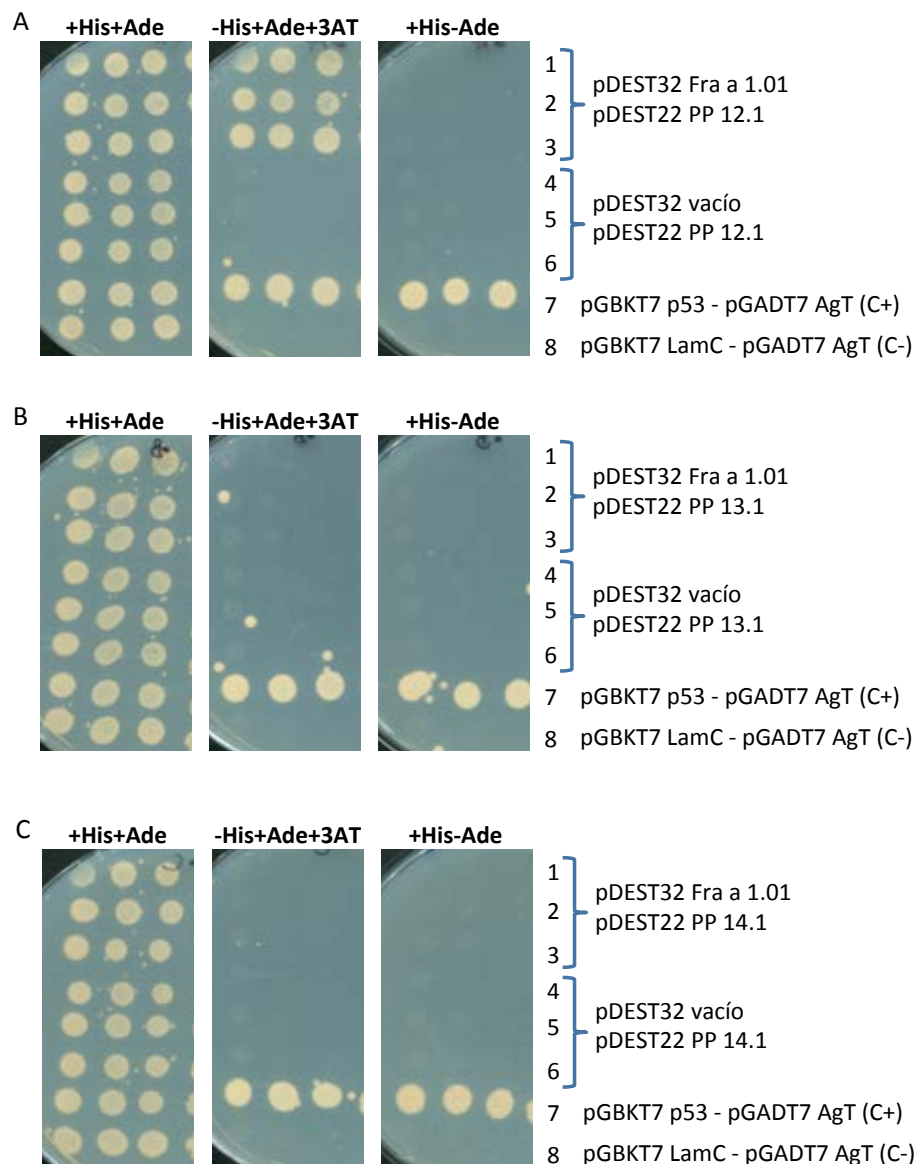 A
+His+Ade -His+Ade+3AT +His-Ade
1
2
3
pDEST32 Fra a 1.01
pDEST22 PP 12.1
4
5
6
pDEST32 vacío
pDEST22 PP 12.1
7 pGBKT7 p53 - pGADT7 AgT (C+)
8 pGBKT7 LamC - pGADT7 AgT (C-)
B
+His+Ade -His+Ade+3AT +His-Ade
1
2
3
pDEST32 Fra a 1.01
pDEST22 PP 13.1
4
5
6
pDEST32 vacío
pDEST22 PP 13.1
7 pGBKT7 p53 - pGADT7 AgT (C+)
8 pGBKT7 LamC - pGADT7 AgT (C-)
C
+His+Ade -His+Ade+3AT +His-Ade
1
2
3
pDEST32 Fra a 1.01
pDEST22 PP 14.1
4
5
6
pDEST32 vacío
pDEST22 PP 14.1
7 pGBKT7 p53 - pGADT7 AgT (C+)
8 pGBKT7 LamC - pGADT7 AgT (C-)